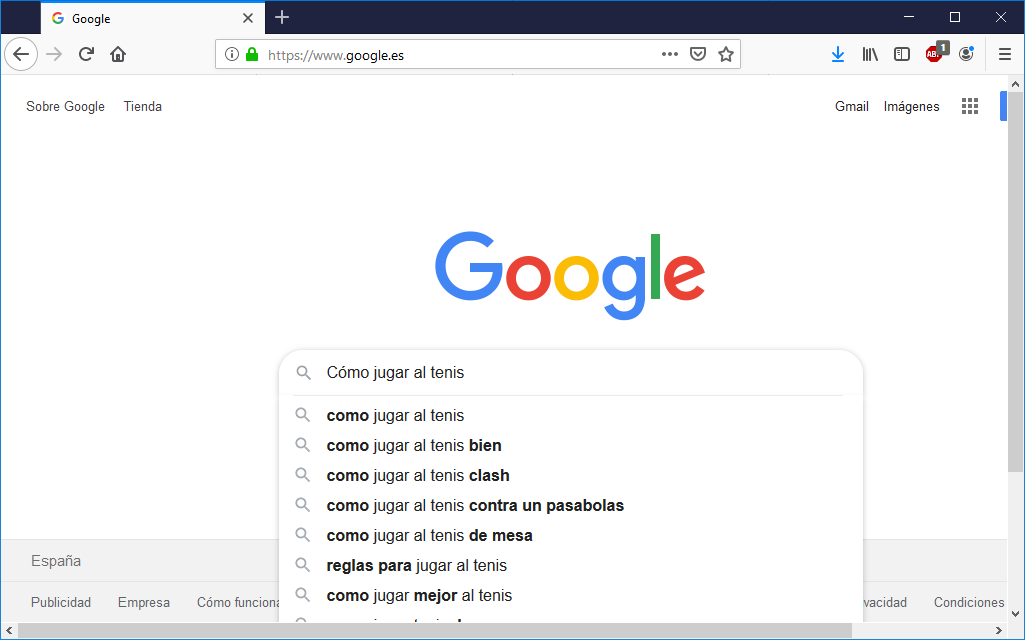 Google
https://www.google.es
ABP
1
Sobre Google Tienda
Gmail Imágenes
Google
Cómo jugar al tenis
como jugar al tenis
como jugar al tenis bien
como jugar al tenis clash
como jugar al tenis contra un pasabolas
como jugar al tenis de mesa
reglas para jugar al tenis
como jugar mejor al tenis
España
Publicidad Empresa Cómo funciona vacidad Condiciones